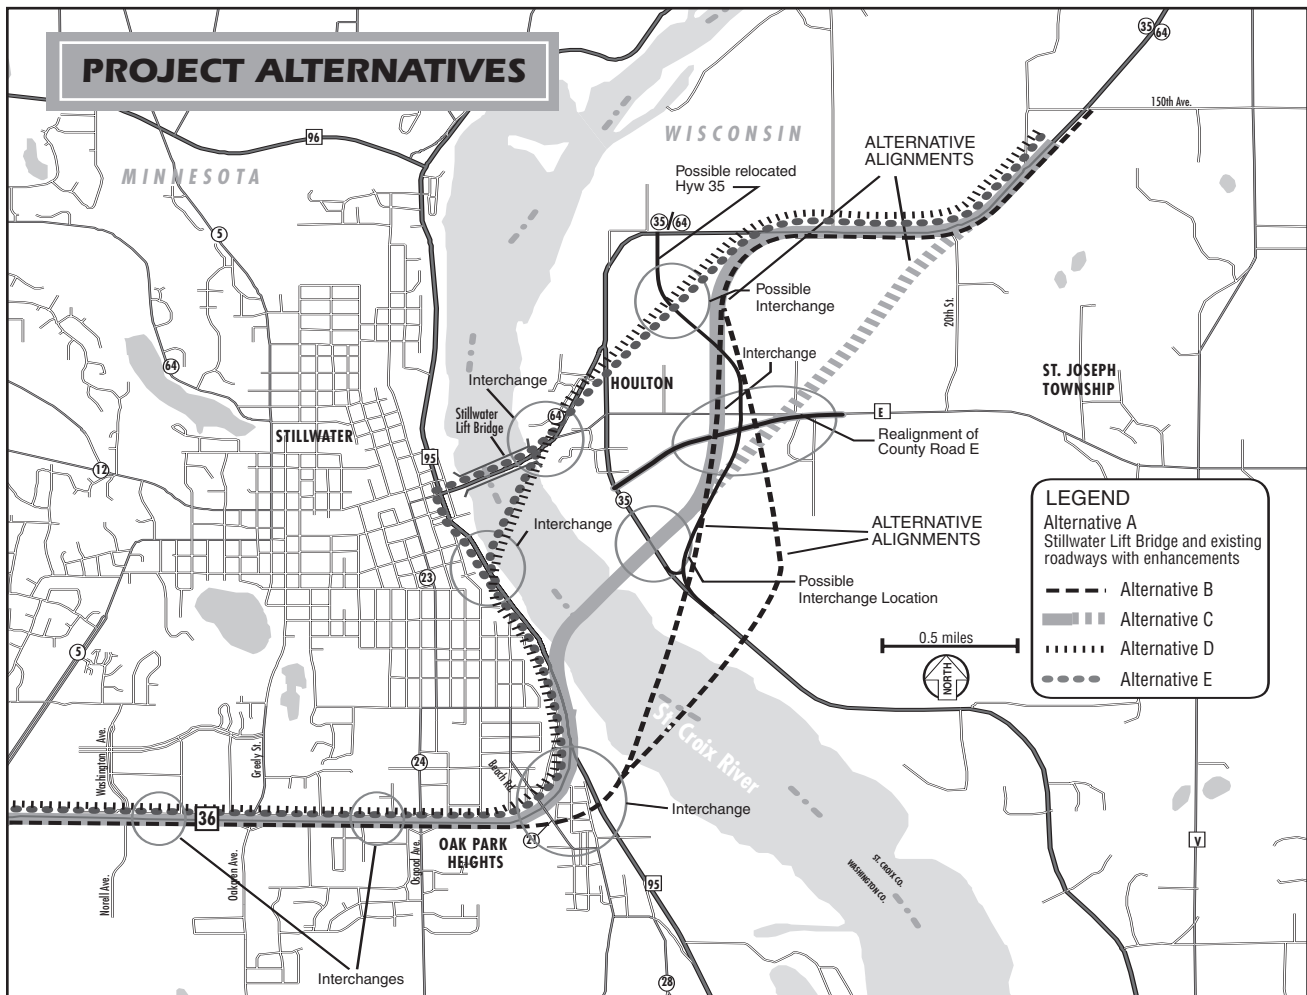 PROJECT ALTERNATIVES
35
64
150th Ave.
WISCONSIN
96
ALTERNATIVE
ALIGNMENTS
MINNESOTA
Possible relocated
Hyw 35
35
64
5
Possible
Interchange
20th St.
64
Interchange
Interchange
HOULTON
ST. JOSEPH
TOWNSHIP
Stillwater
Lift Bridge
64
E
STILLWATER
Realignment of
County Road E
95
12
35
LEGEND
Alternative A
Stillwater Lift Bridge and existing
roadways with enhancements
Alternative B
Alternative C
Alternative D
Alternative E
Interchange
ALTERNATIVE
ALIGNMENTS
23
Possible
Interchange Location
0.5 miles
NORTH
5
St. Croix River
Washington Ave.
Greely St.
24
Beach Rd.
Interchange
36
21
OAK PARK
HEIGHTS
V
Norell Ave.
Oakgreen Ave.
Osgood Ave.
ST. CROIX CO.
WASHINGTON CO.
95
Interchanges
28